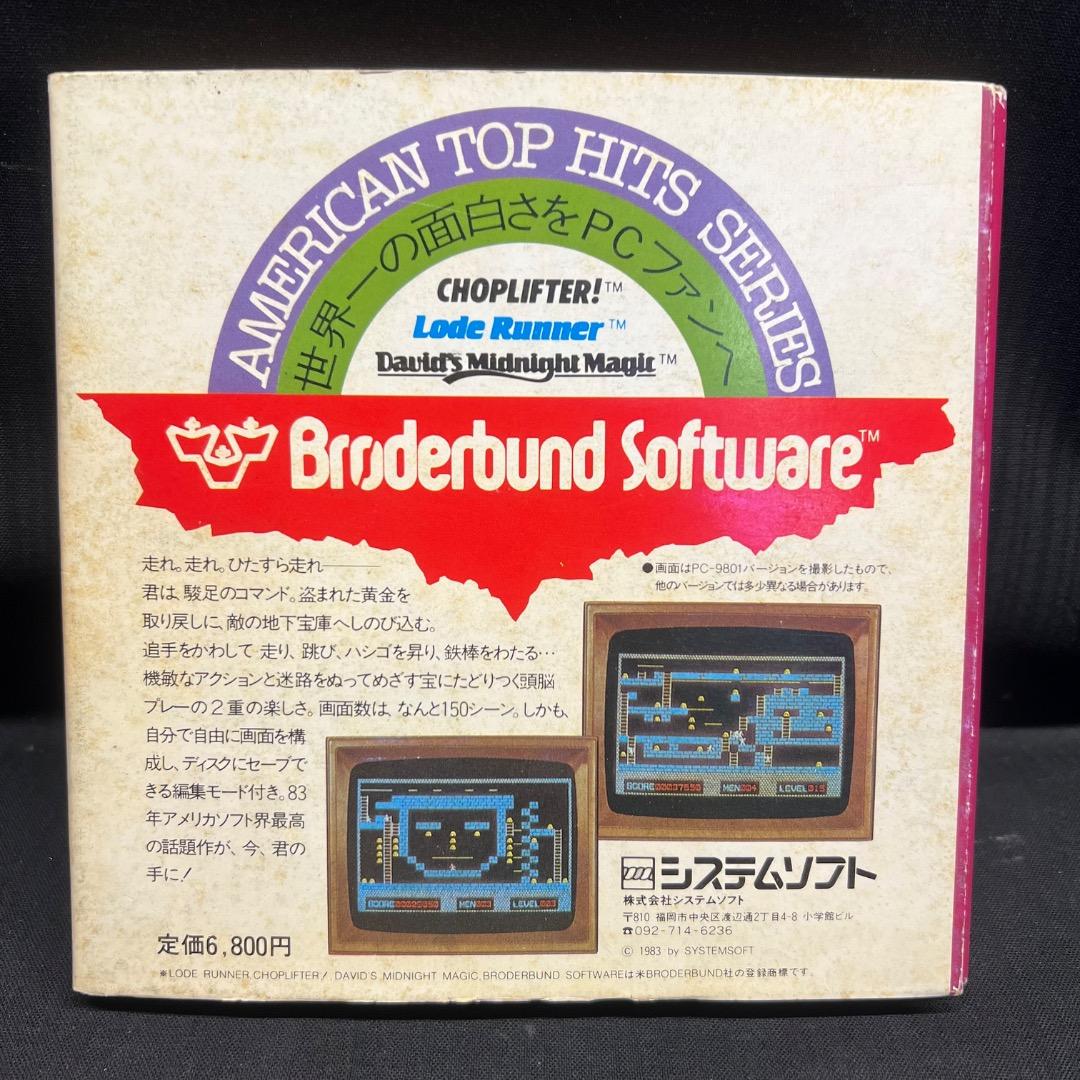 AMERICAN TOP HITS SERIES
世界一の面白さをPCファンへ
CHOPLIFTER!™
Lode Runner™
David's Midnight Magic™
Brøderbund Software™
走れ。走れ。ひたすら走れ――
君は、駿足のコマンド。盗まれた黄金を
取り戻しに、敵の地下宝庫へしのび込む。
追手をかわして 走り、跳び、ハシゴを昇り、鉄棒をわたる…
機敏なアクションと迷路をぬってめざす宝にたどりつく頭脳
プレーの2重の楽しさ。画面数は、なんと150シーン。しかも、
自分で自由に画面を構
成し、ディスクにセーブで
きる編集モード付き。83
年アメリカソフト界最高
の話題作が、今、君の
手に!
定価6,800円
●画面はPC-9801バージョンを撮影したもので、
他のバージョンでは多少異なる場合があります。
SCORE0037550 MEN004 LEVEL015
SCORE0025050 MEN003 LEVEL003
システムソフト
株式会社システムソフト
〒810 福岡市中央区渡辺通2丁目4-8 小学館ビル
☎092-714-6236
© 1983 by SYSTEMSOFT
※LODE RUNNER,CHOPLIFTER!, DAVID'S MIDNIGHT MAGIC,BRODERBUND SOFTWAREは米BRODERBUND社の登録商標です。